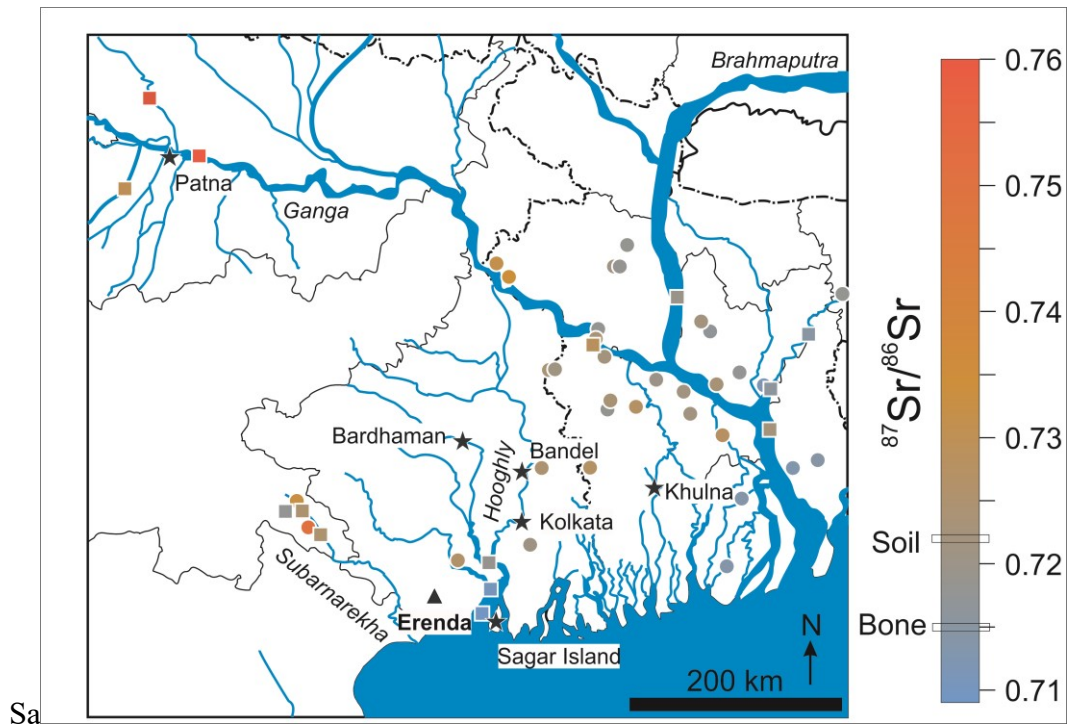 Brahmaputra
0.76
Patna
0.75
Ganga
0.74
⁸⁷Sr/⁸⁶Sr
0.73
Bardhaman
Bandel
Hooghly
Khulna
Kolkata
Soil
0.72
Subarnarekha
Erenda
Bone
N
Sagar Island
200 km
0.71
Sa